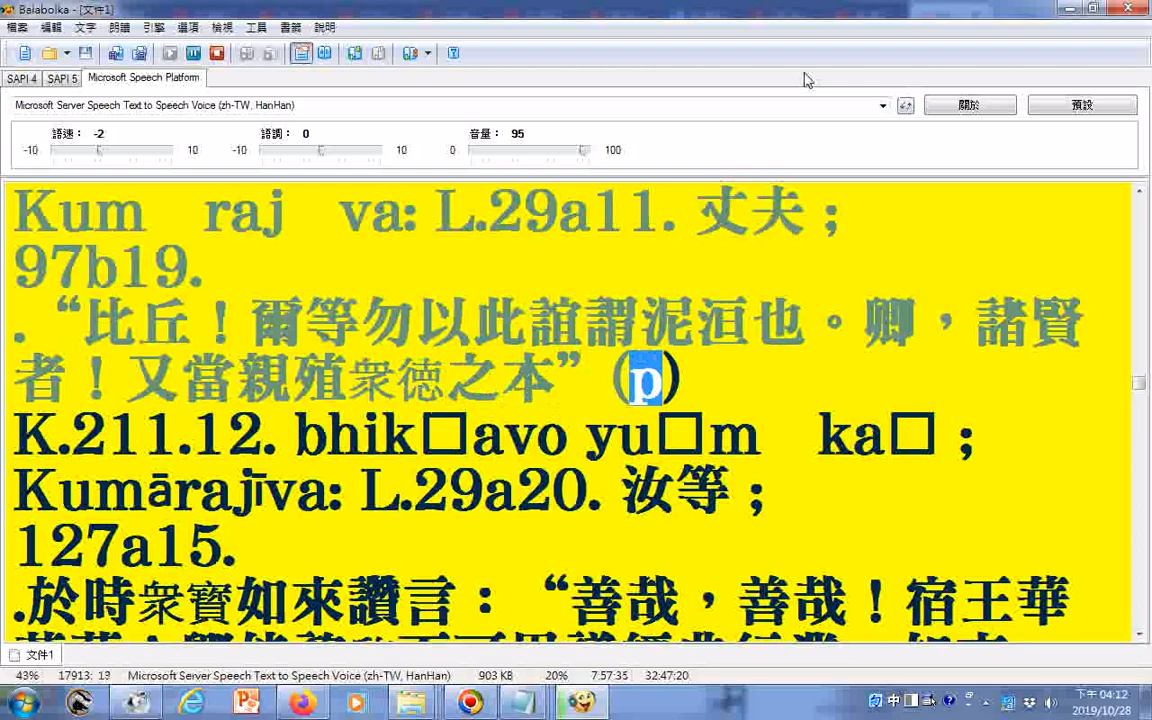 Balabolka - [文件1]
檔案 編輯 文字 朗讀 引擎 選項 檢視 工具 書籤 說明
SAPI 4 SAPI 5 Microsoft Speech Platform
Microsoft Server Speech Text to Speech Voice (zh-TW, HanHan) 關於 預設
語速： -2 語調： 0 音量： 95
-10 10 -10 10 0 100
Kum raj va: L.29a11. 丈夫；
97b19.
.“比丘！爾等勿以此誼謂泥洹也。卿，諸賢
者！又當親殖衆德之本” (p)
K.211.12. bhik□avo yu□m ka□ ;
Kumārajīva: L.29a20. 汝等；
127a15.
.於時衆寶如來讚言：“善哉，善哉！宿王華
文件1
43% 17913: 13 Microsoft Server Speech Text to Speech Voice (zh-TW, HanHan) 903 KB 20% 7:57:35 32:47:20
中 下午 04:12
2019/10/28